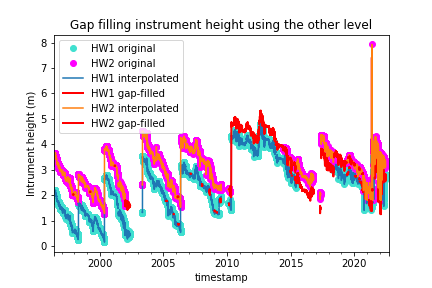 Gap filling instrument height using the other level
HW1 original
HW2 original
HW1 interpolated
HW1 gap-filled
HW2 interpolated
HW2 gap-filled
Intrument height (m)
8
7
6
5
4
3
2
1
0
2000 2005 2010 2015 2020
timestamp